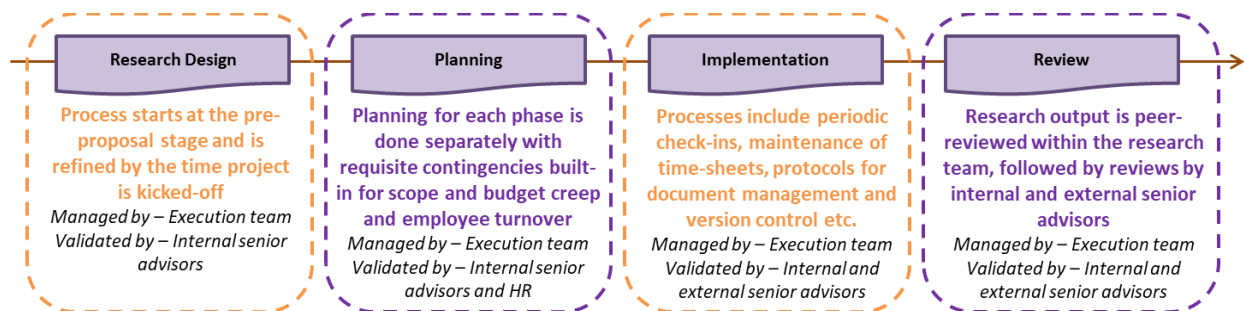 Research Design
Process starts at the pre-
proposal stage and is
refined by the time project
is kicked-off
Managed by – Execution team
Validated by – Internal senior
advisors
Planning
Planning for each phase is
done separately with
requisite contingencies built-
in for scope and budget creep
and employee turnover
Managed by – Execution team
Validated by – Internal senior
advisors and HR
Implementation
Processes include periodic
check-ins, maintenance of
time-sheets, protocols for
document management and
version control etc.
Managed by – Execution team
Validated by – Internal and
external senior advisors
Review
Research output is peer-
reviewed within the research
team, followed by reviews by
internal and external senior
advisors
Managed by – Execution team
Validated by – Internal and
external senior advisors